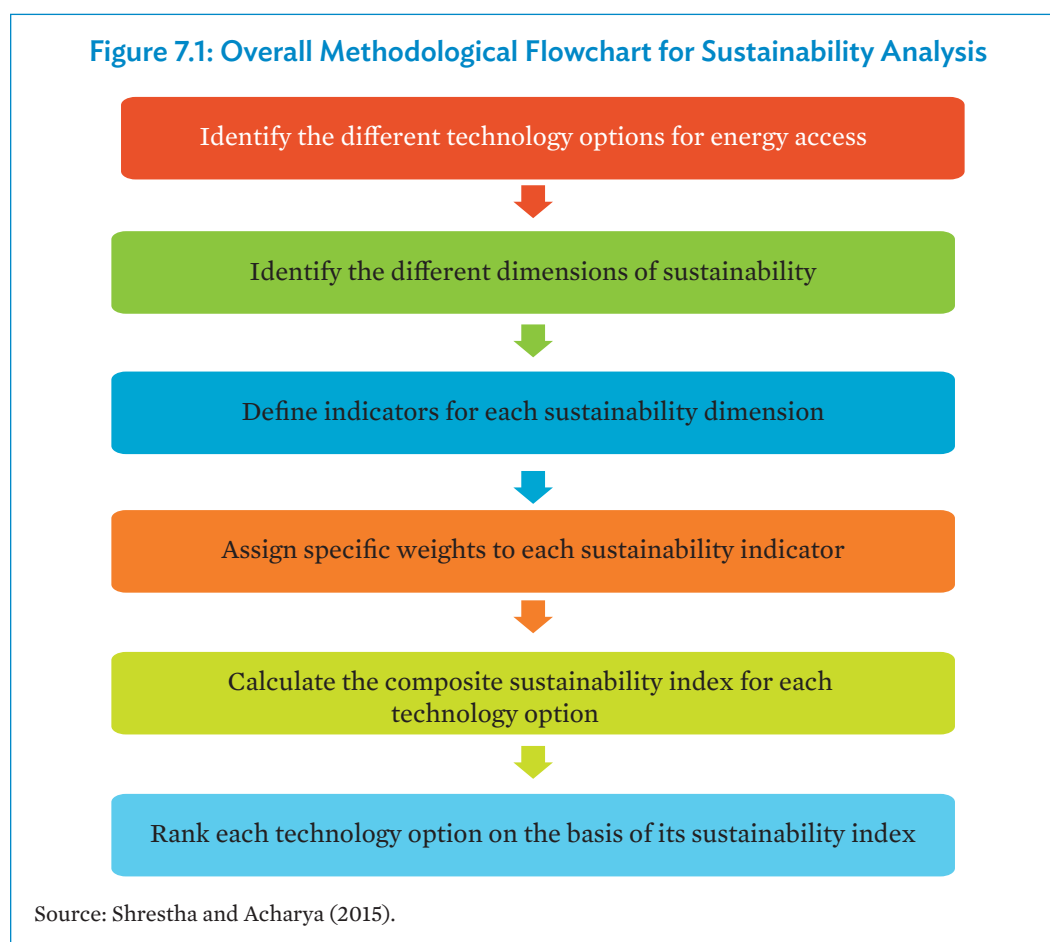 Figure 7.1: Overall Methodological Flowchart for Sustainability Analysis
Identify the different technology options for energy access
Identify the different dimensions of sustainability
Define indicators for each sustainability dimension
Assign specific weights to each sustainability indicator
Calculate the composite sustainability index for each
technology option
Rank each technology option on the basis of its sustainability index
Source: Shrestha and Acharya (2015).